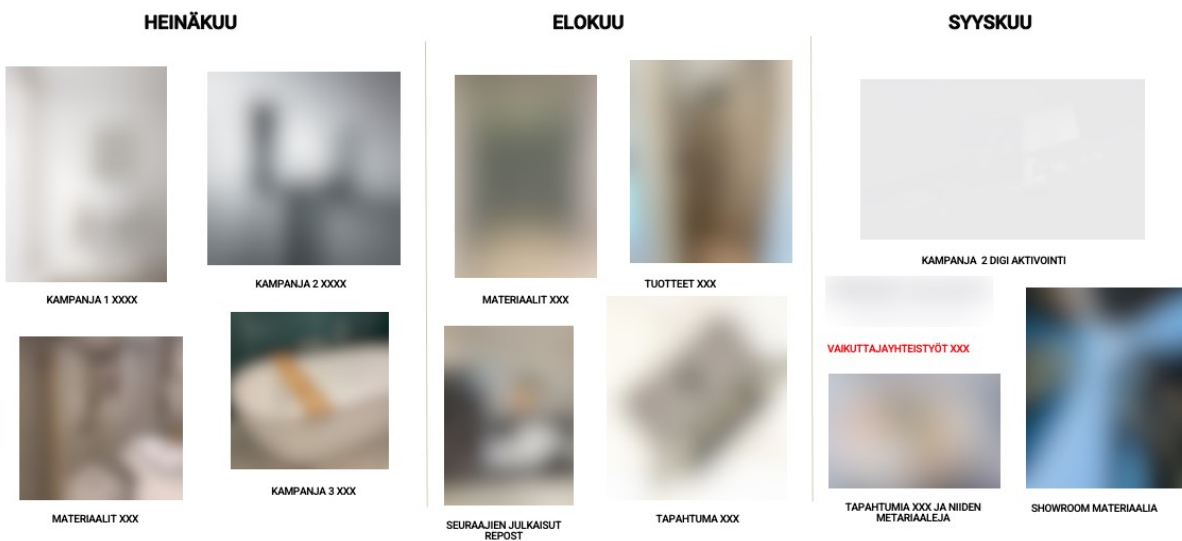 HEINÄKUU
KAMPANJA 1 XXXX
KAMPANJA 2 XXXX
MATERIAALIT XXX
KAMPANJA 3 XXX
ELOKUU
MATERIAALIT XXX
TUOTTEET XXX
SEURAAJIEN JULKAISUT
REPOST
TAPAHTUMA XXX
SYYSKUU
KAMPANJA 2 DIGI AKTIVOINTI
VAIKUTTAJAYHTEISTYÖT XXX
TAPAHTUMIA XXX JA NIIDEN
METARIAALEJA
SHOWROOM MATERIAALIA